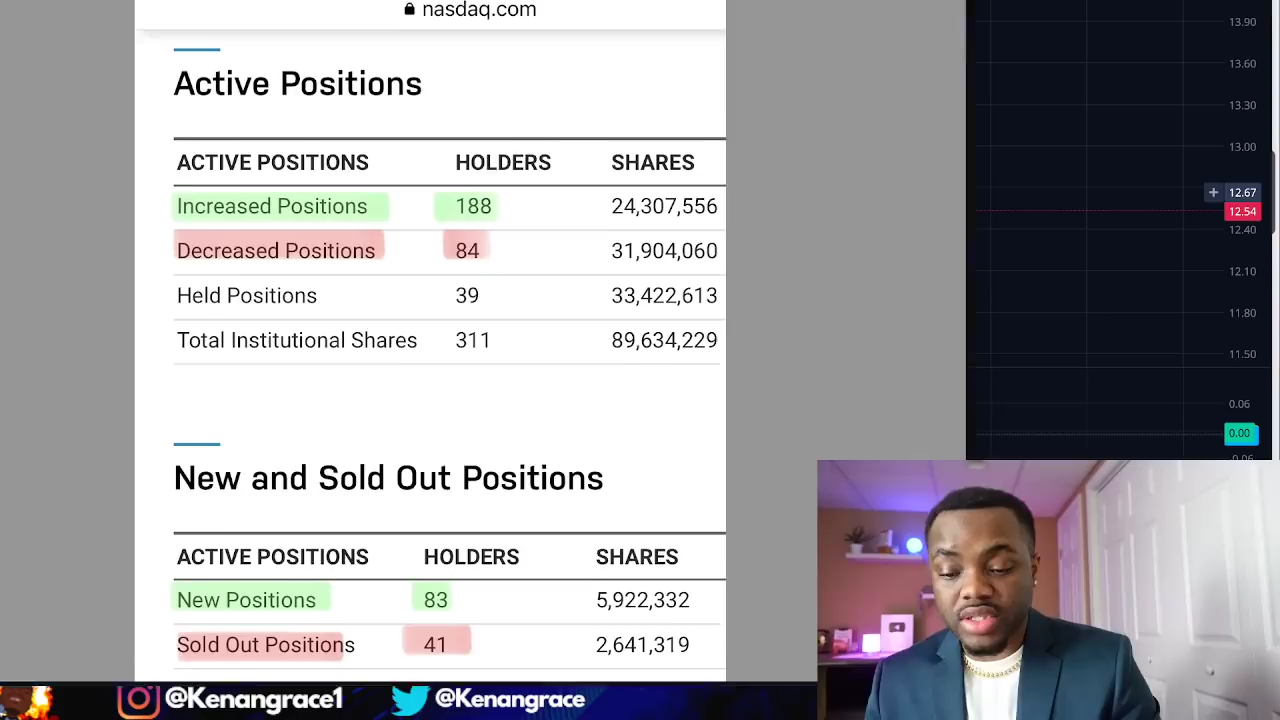 nasdaq.com
Active Positions
ACTIVE POSITIONS HOLDERS SHARES
Increased Positions 188 24,307,556
Decreased Positions 84 31,904,060
Held Positions 39 33,422,613
Total Institutional Shares 311 89,634,229
New and Sold Out Positions
ACTIVE POSITIONS HOLDERS SHARES
New Positions 83 5,922,332
Sold Out Positions 41 2,641,319
13.90
13.60
13.30
13.00
+ 12.67
12.54
12.40
12.10
11.80
11.50
0.06
0.00
@Kenangrace1 @Kenangrace